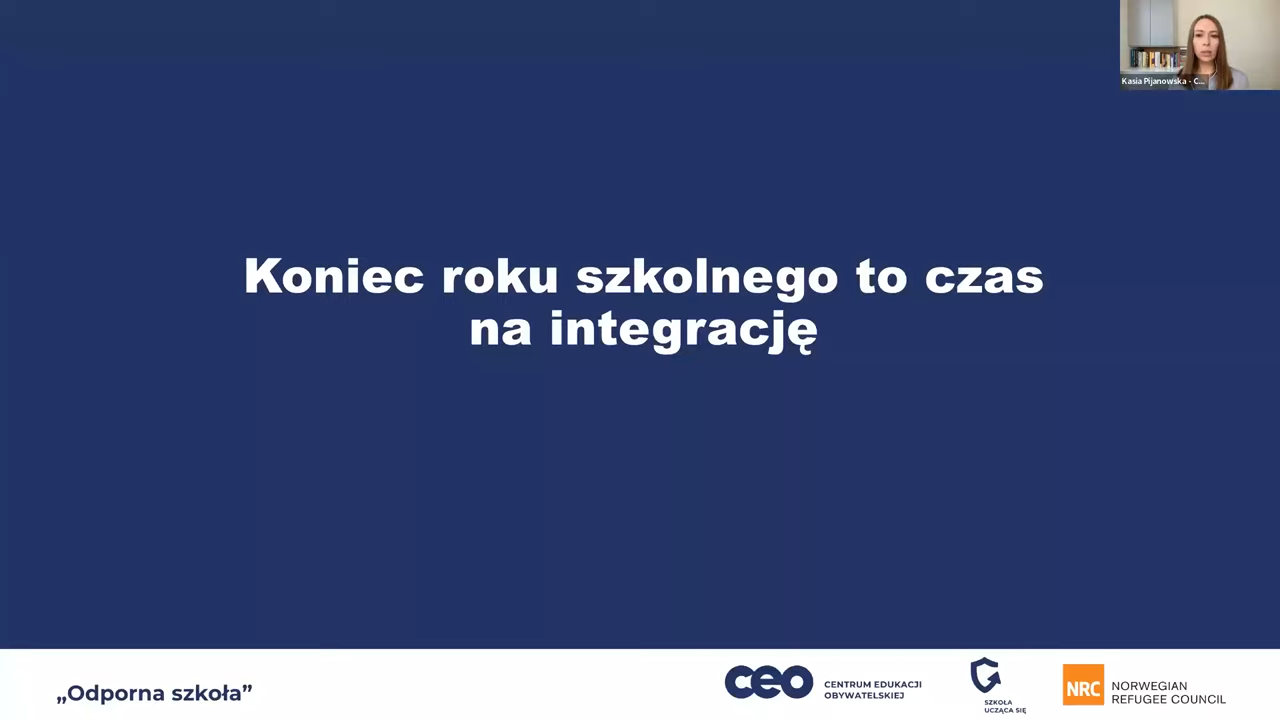 Kasia Pijanowska - C...
Koniec roku szkolnego to czas
na integrację
„Odporna szkoła”
ceo
CENTRUM EDUKACJI
OBYWATELSKIEJ
SZKOŁA
UCZĄCA SIĘ
NRC
NORWEGIAN
REFUGEE COUNCIL